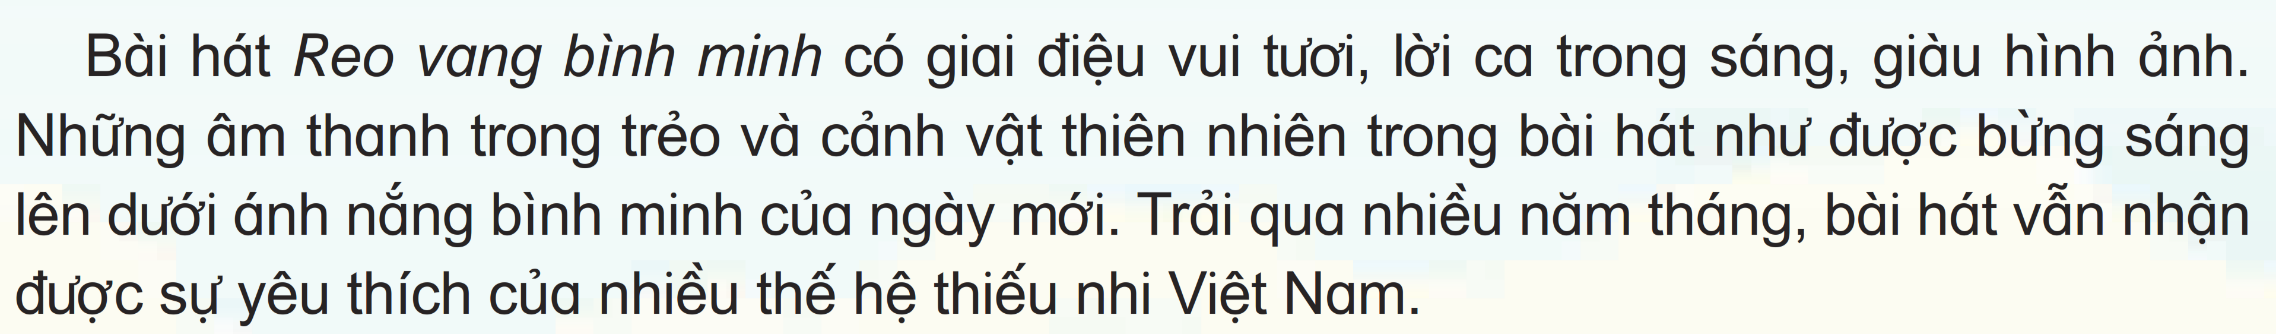 Bài hát Reo vang bình minh có giai điệu vui tươi, lời ca trong sáng, giàu hình ảnh.
Những âm thanh trong trẻo và cảnh vật thiên nhiên trong bài hát như được bừng sáng
lên dưới ánh nắng bình minh của ngày mới. Trải qua nhiều năm tháng, bài hát vẫn nhận
được sự yêu thích của nhiều thế hệ thiếu nhi Việt Nam.